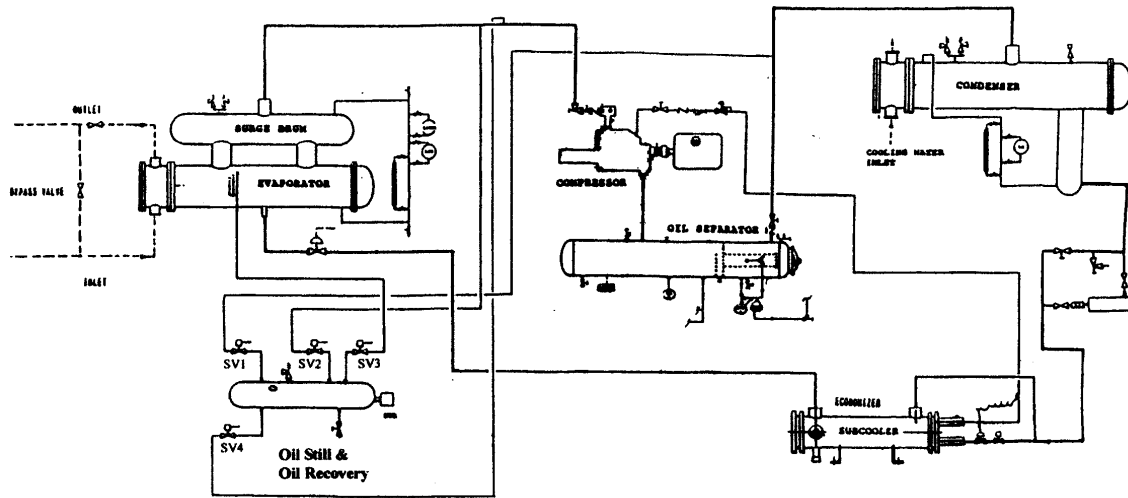 OUTLET
SURGE DRUM
EVAPORATOR
BYPASS VALVE
INLET
COMPRESSOR
OIL SEPARATOR
CONDENSER
COOLING WATER
INLET
SV1
SV2
SV3
SV4
Oil Still &
Oil Recovery
ECONOMIZER
SUBCOOLER